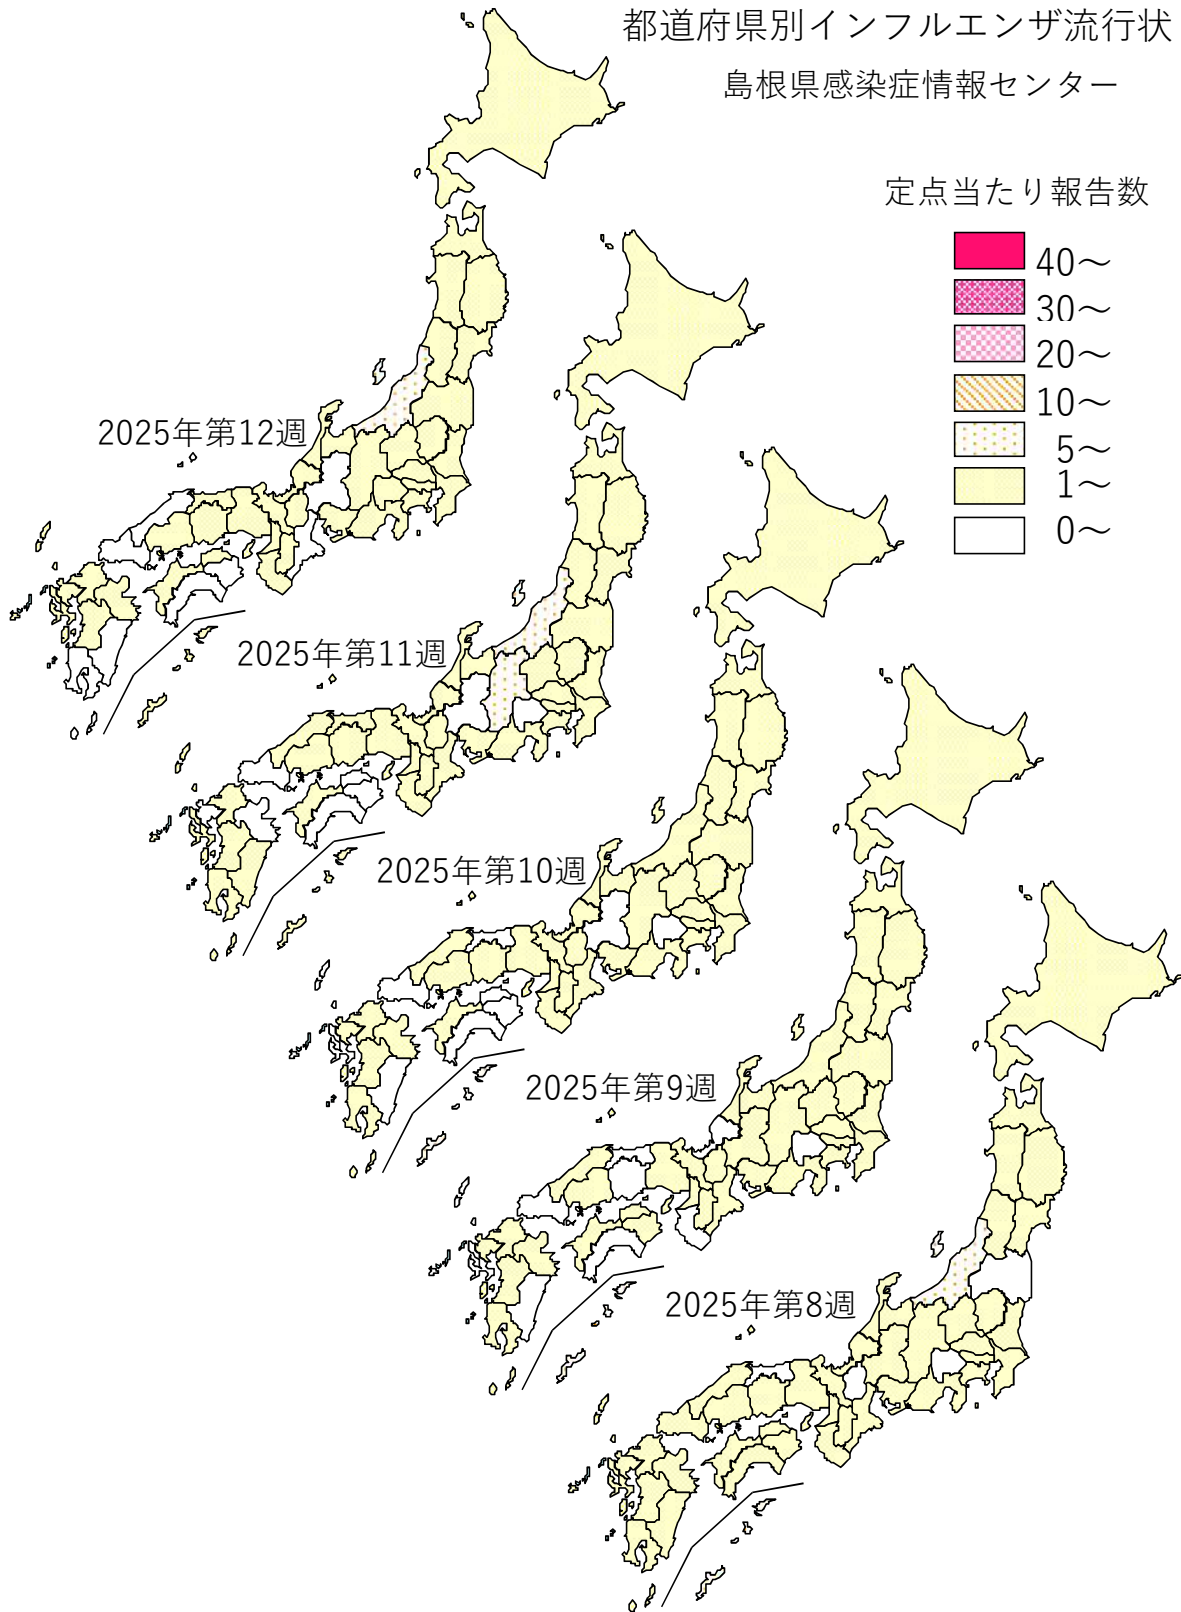 都道府県別インフルエンザ流行状
島根県感染症情報センター
定点当たり報告数
40～
30～
20～
10～
5～
1～
0～
2025年第12週
2025年第11週
2025年第10週
2025年第9週
2025年第8週